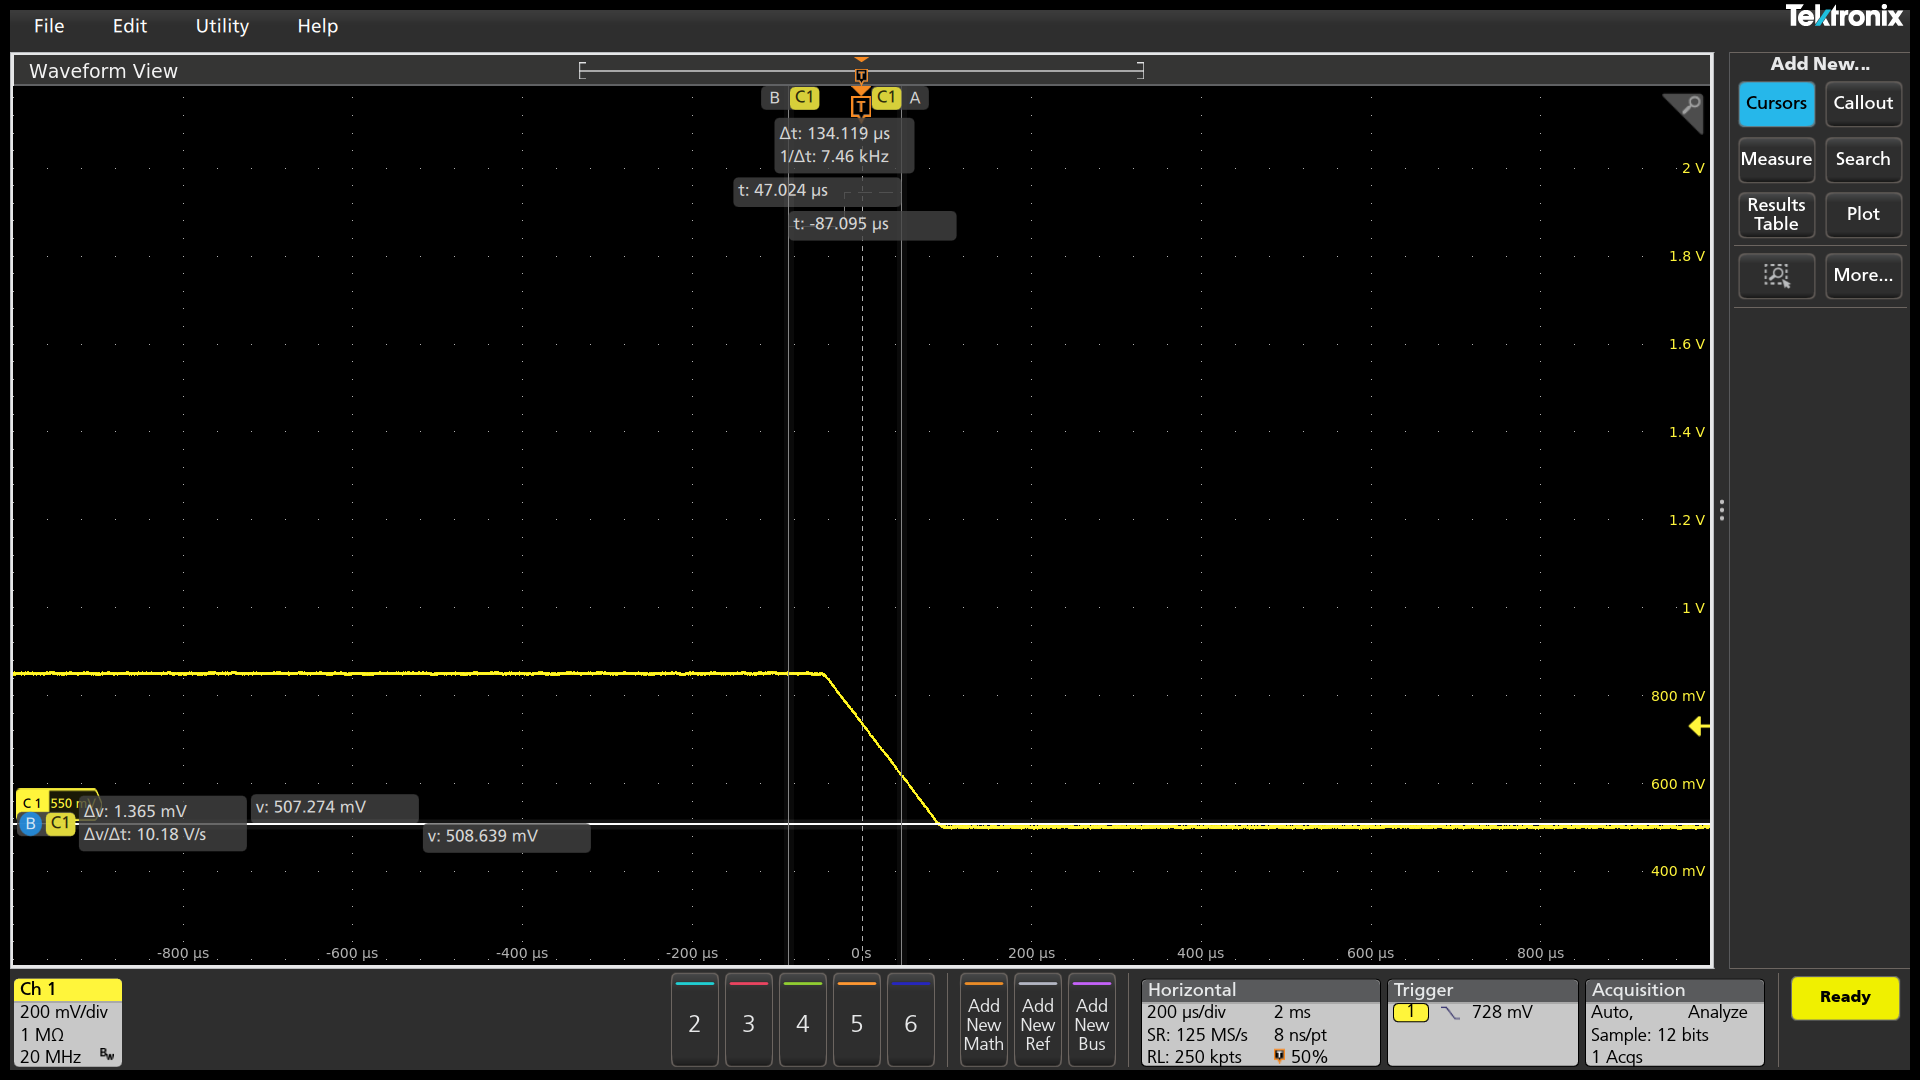 File Edit Utility Help
Tektronix
Waveform View
T
Add New...
B C1 T C1 A
Cursors Callout
Δt: 134.119 µs
1/Δt: 7.46 kHz
Measure Search
2 V
t: 47.024 µs
Results Table Plot
t: -87.095 µs
1.8 V
More...
1.6 V
1.4 V
1.2 V
1 V
800 mV
600 mV
C 1 550 m
Δv: 1.365 mV
v: 507.274 mV
B C1
Δv/Δt: 10.18 V/s
v: 508.639 mV
400 mV
-800 µs -600 µs -400 µs -200 µs 0 s 200 µs 400 µs 600 µs 800 µs
Ch 1
200 mV/div
1 MΩ
20 MHz BW
2 3 4 5 6
Add New Math
Add New Ref
Add New Bus
Horizontal
200 µs/div 2 ms
SR: 125 MS/s 8 ns/pt
RL: 250 kpts T 50%
Trigger
1 728 mV
Acquisition
Auto, Analyze
Sample: 12 bits
1 Acqs
Ready